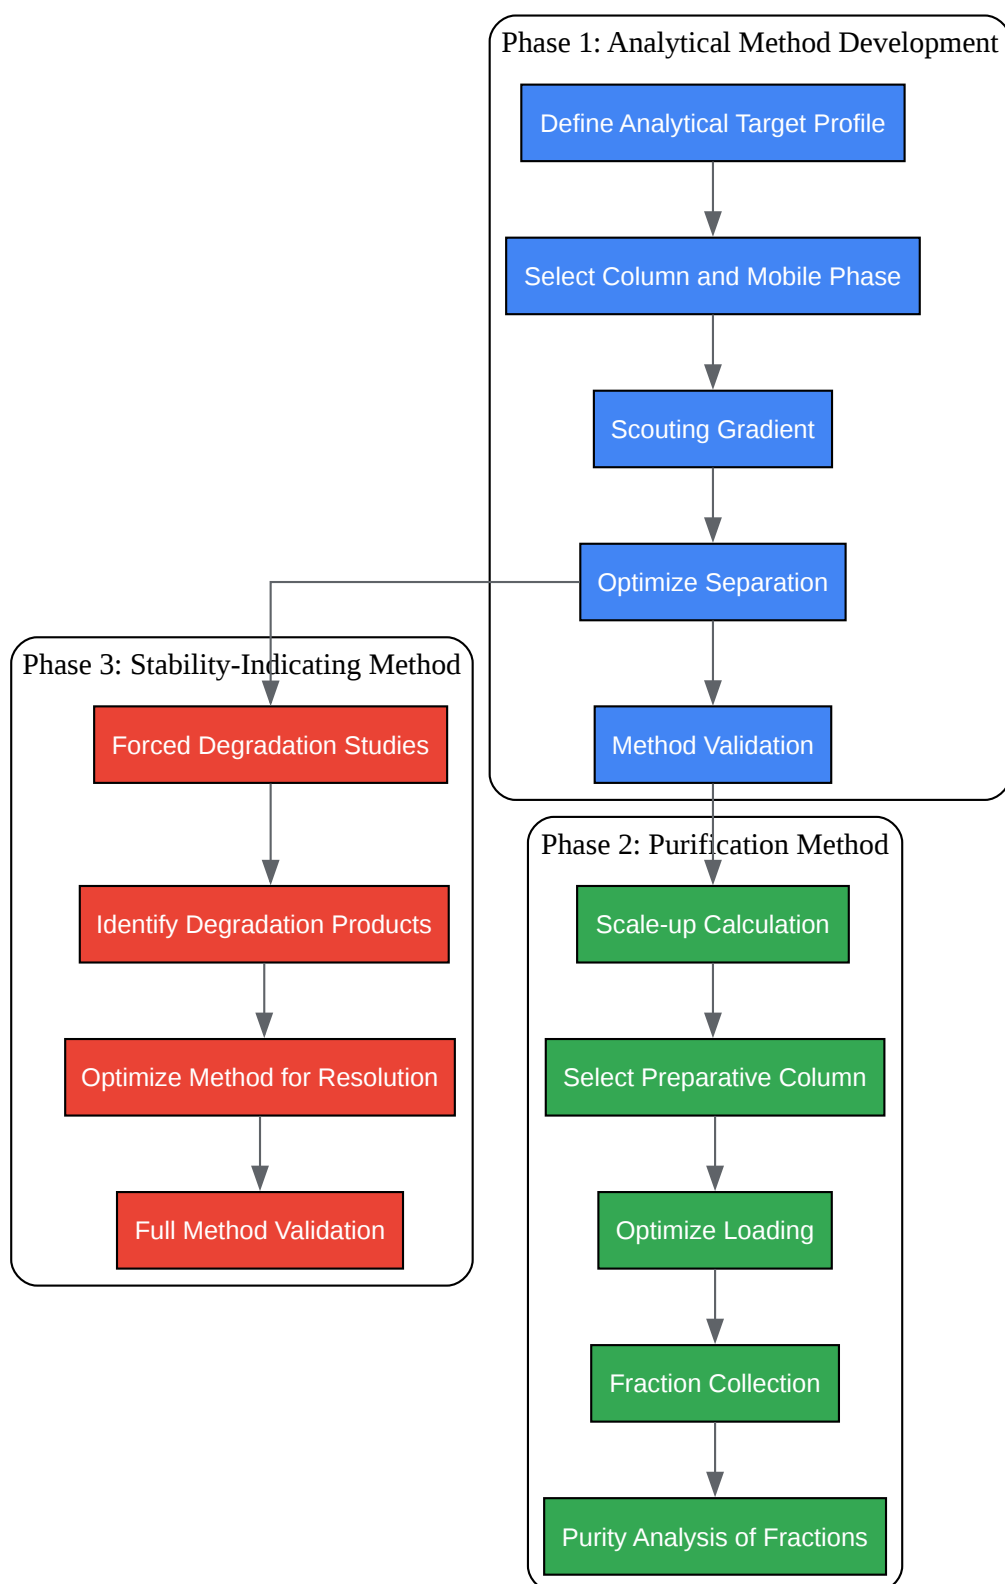 Phase 1: Analytical Method Development
Define Analytical Target Profile
Select Column and Mobile Phase
Scouting Gradient
Optimize Separation
Method Validation
Phase 3: Stability-Indicating Method
Forced Degradation Studies
Identify Degradation Products
Optimize Method for Resolution
Full Method Validation
Phase 2: Purification Method
Scale-up Calculation
Select Preparative Column
Optimize Loading
Fraction Collection
Purity Analysis of Fractions